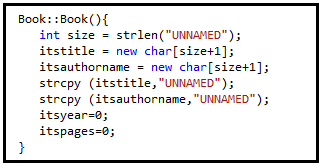 Book::Book(){
int size = strlen("UNNAMED");
itstitle = new char[size+1];
itsauthorname = new char[size+1];
strcpy (itstitle,"UNNAMED");
strcpy (itsauthorname,"UNNAMED");
itsyear=0;
itspages=0;
}